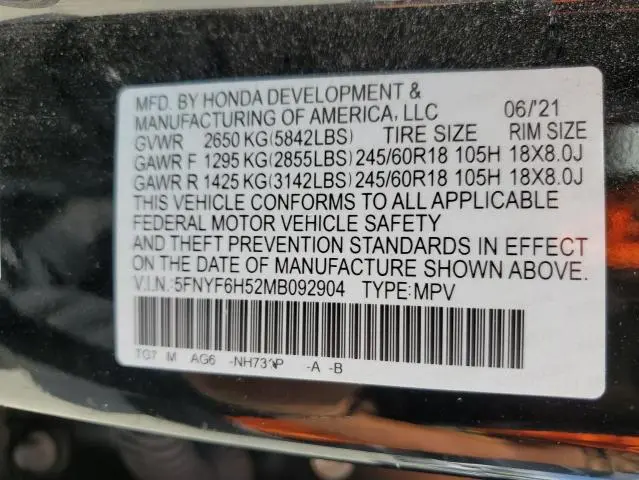 MFD. BY HONDA DEVELOPMENT &
MANUFACTURING OF AMERICA, LLC 06/'21
GVWR 2650 KG(5842LBS) TIRE SIZE RIM SIZE
GAWR F 1295 KG(2855LBS) 245/60R18 105H 18X8.0J
GAWR R 1425 KG(3142LBS) 245/60R18 105H 18X8.0J
THIS VEHICLE CONFORMS TO ALL APPLICABLE
FEDERAL MOTOR VEHICLE SAFETY
AND THEFT PREVENTION STANDARDS IN EFFECT
ON THE DATE OF MANUFACTURE SHOWN ABOVE.
V.I.N.:5FNYF6H52MB092904 TYPE:MPV
TG7 M AG6 -A -B